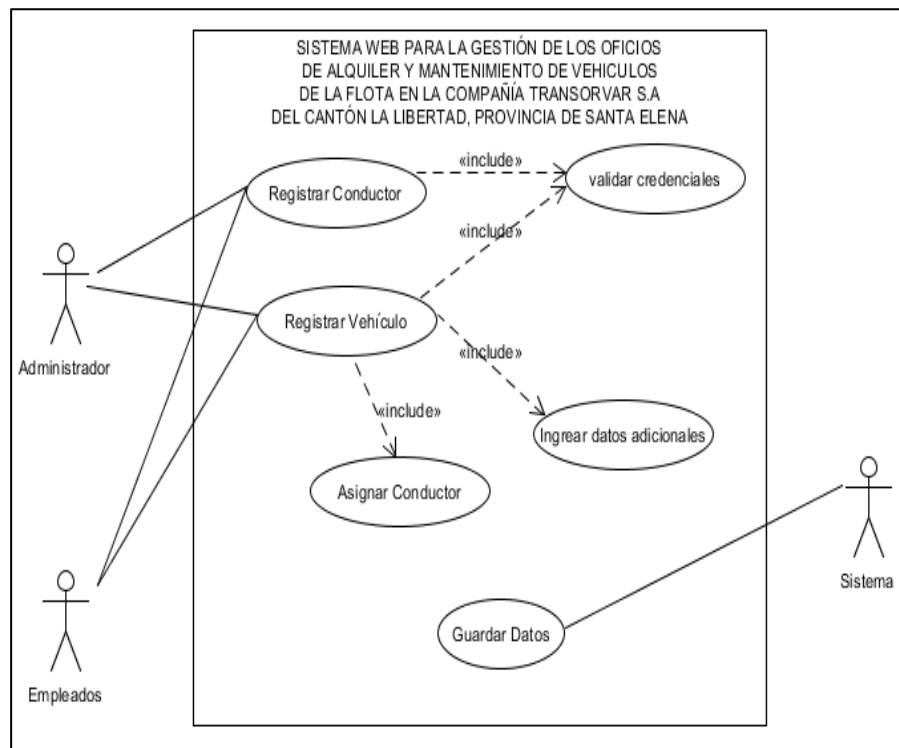 SISTEMA WEB PARA LA GESTIÓN DE LOS OFICIOS
DE ALQUILER Y MANTENIMIENTO DE VEHICULOS
DE LA FLOTA EN LA COMPAÑÍA TRANSORVAR S.A
DEL CANTÓN LA LIBERTAD, PROVINCIA DE SANTA ELENA
«include»
Registrar Conductor
validar credenciales
«include»
Registrar Vehículo
«include»
Administrador
«include»
Ingrear datos adicionales
Asignar Conductor
Sistema
Guardar Datos
Empleados